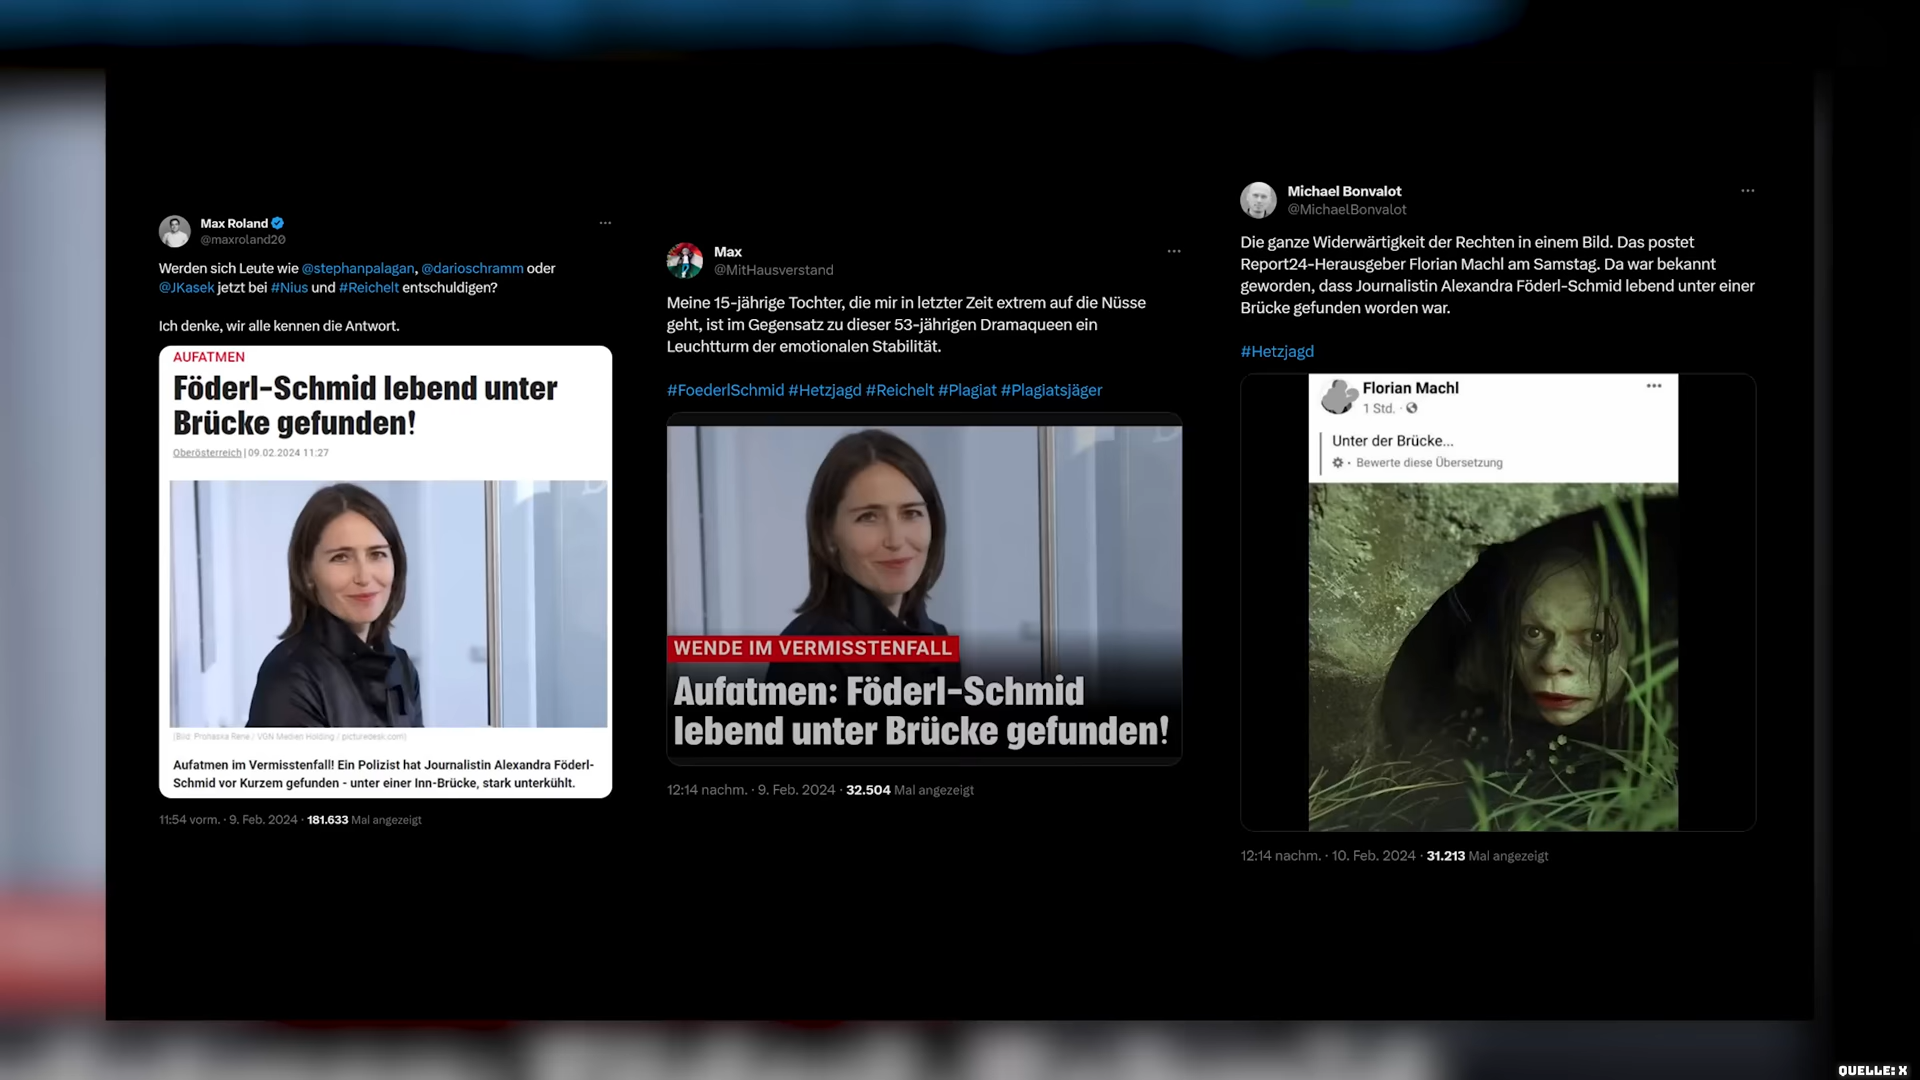 Max Roland
@maxroland20
Werden sich Leute wie @stephanpalagan, @darioschramm oder
@JKasek jetzt bei #Nius und #Reichelt entschuldigen?
Ich denke, wir alle kennen die Antwort.
AUFATMEN
Föderl-Schmid lebend unter
Brücke gefunden!
Oberösterreich | 09.02.2024 11:27
(Bild: Prohaska Rene / VGN Medien Holding / picturedesk.com)
Aufatmen im Vermisstenfall! Ein Polizist hat Journalistin Alexandra Föderl-
Schmid vor Kurzem gefunden - unter einer Inn-Brücke, stark unterkühlt.
11:54 vorm. · 9. Feb. 2024 · 181.633 Mal angezeigt
Max
@MitHausverstand
Meine 15-jährige Tochter, die mir in letzter Zeit extrem auf die Nüsse
geht, ist im Gegensatz zu dieser 53-jährigen Dramaqueen ein
Leuchtturm der emotionalen Stabilität.
#FoederlSchmid #Hetzjagd #Reichelt #Plagiat #Plagiatsjäger
WENDE IM VERMISSTENFALL
Aufatmen: Föderl-Schmid
lebend unter Brücke gefunden!
12:14 nachm. · 9. Feb. 2024 · 32.504 Mal angezeigt
Michael Bonvalot
@MichaelBonvalot
Die ganze Widerwärtigkeit der Rechten in einem Bild. Das postet
Report24-Herausgeber Florian Machl am Samstag. Da war bekannt
geworden, dass Journalistin Alexandra Föderl-Schmid lebend unter einer
Brücke gefunden worden war.
#Hetzjagd
Florian Machl
1 Std. ·
Unter der Brücke...
· Bewerte diese Übersetzung
12:14 nachm. · 10. Feb. 2024 · 31.213 Mal angezeigt
QUELLE: X